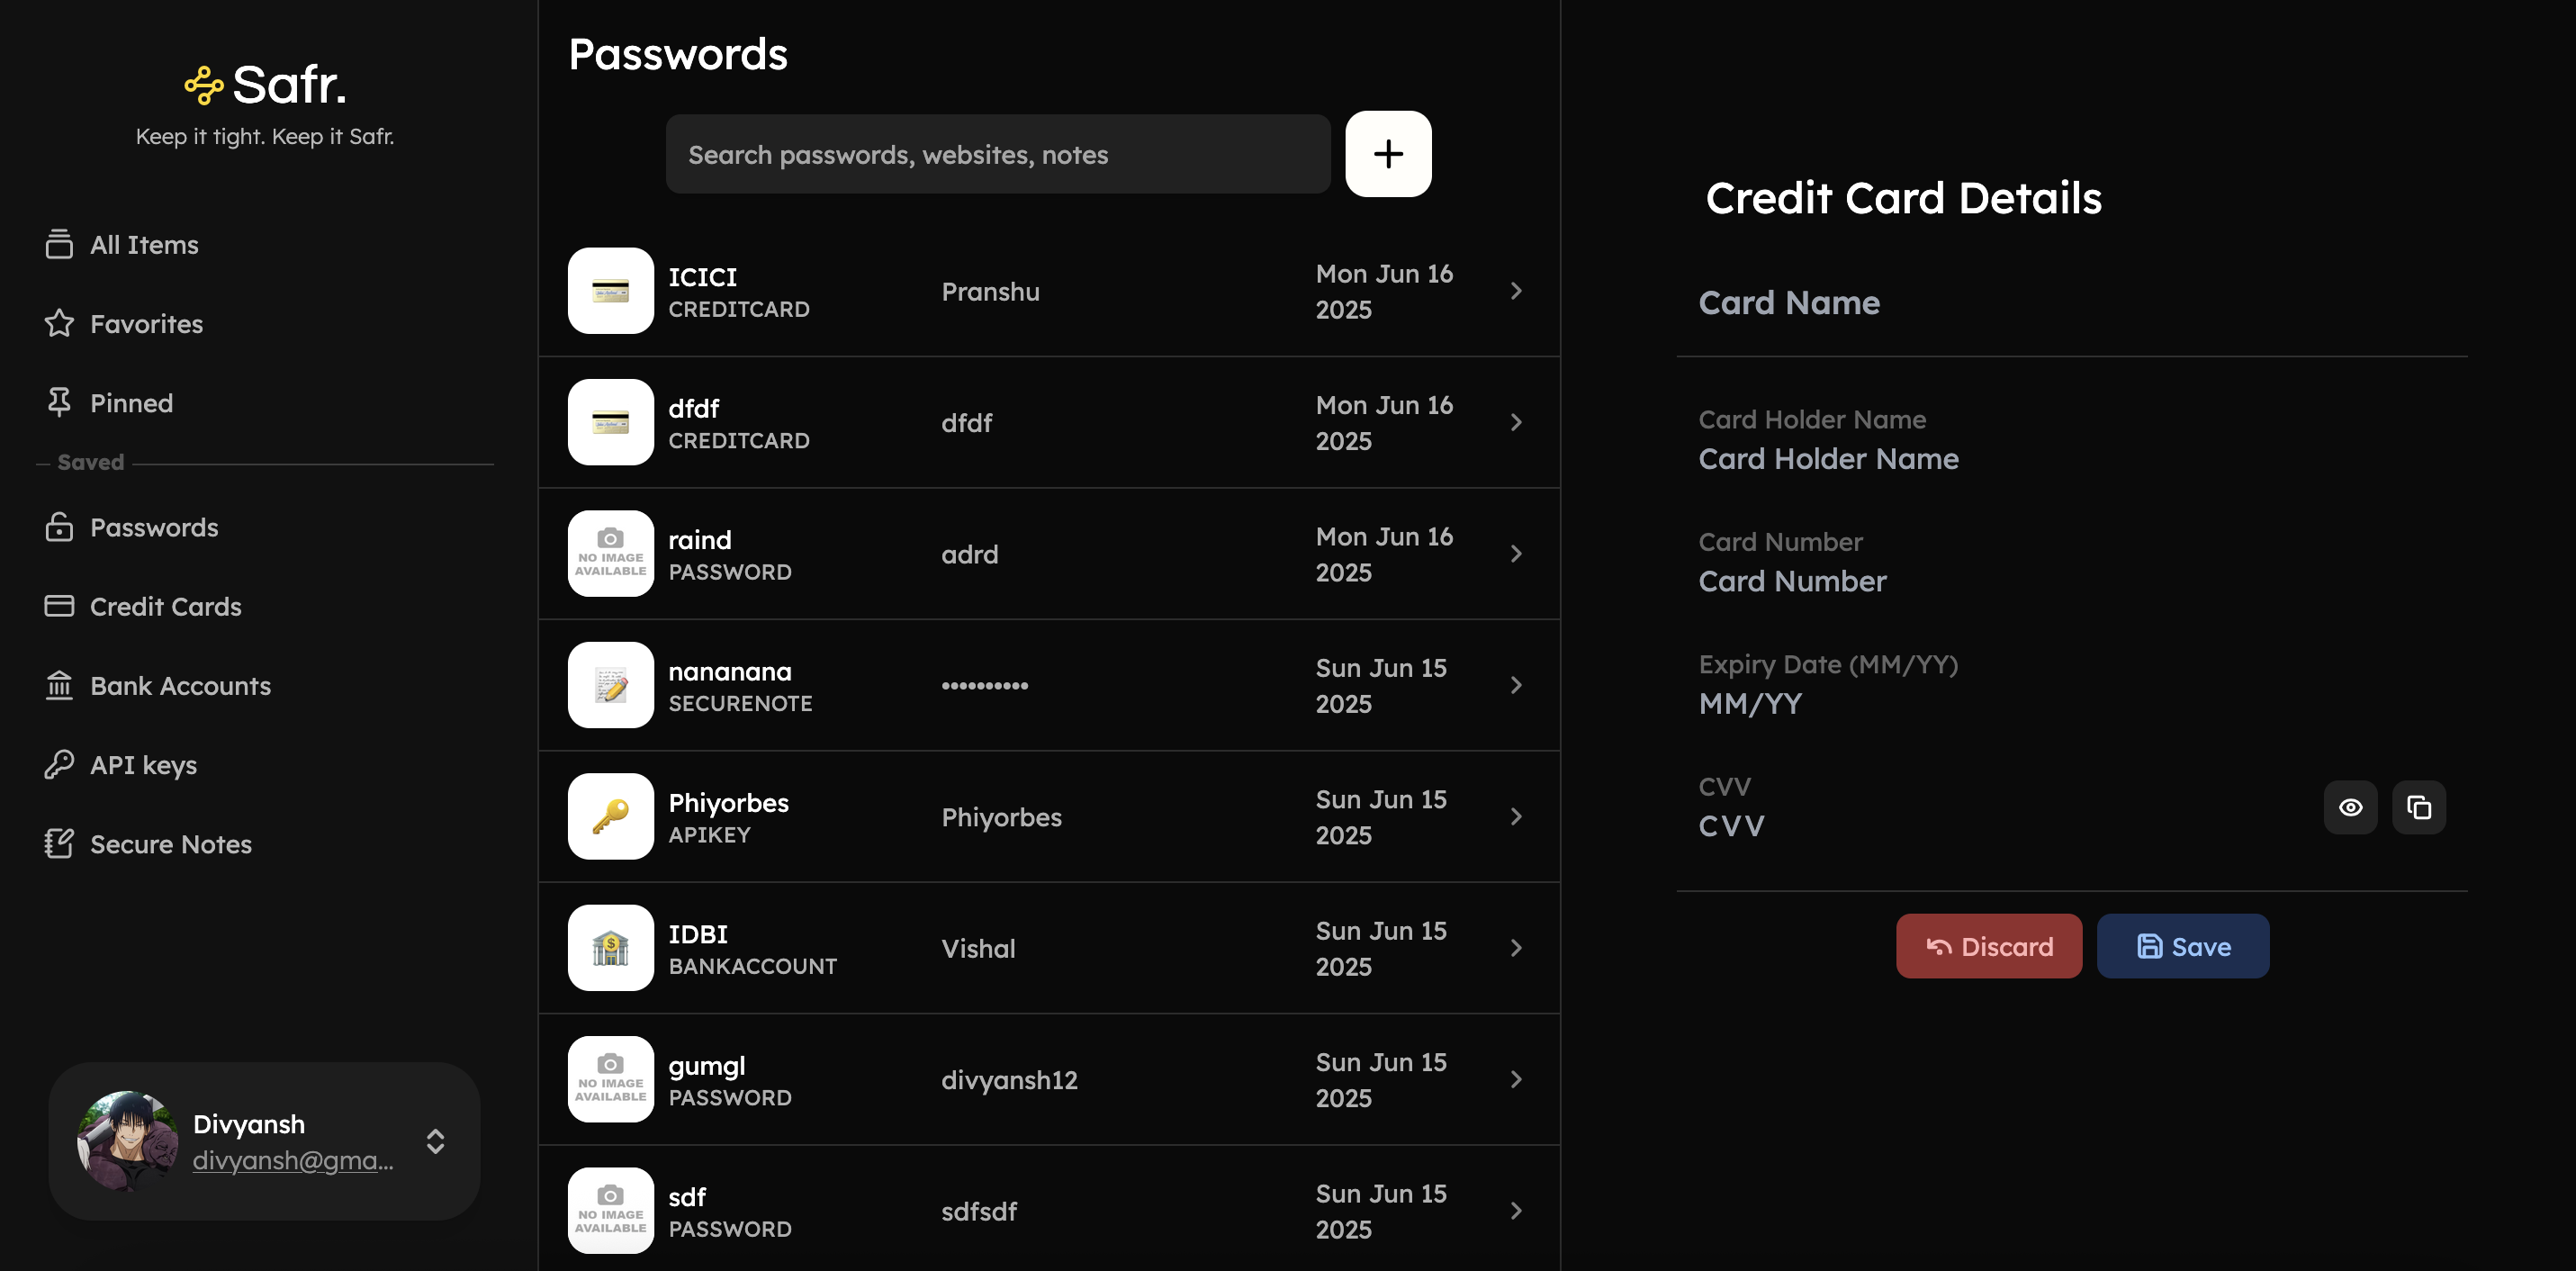 Safr.
Keep it tight. Keep it Safr.
All Items
Favorites
Pinned
Saved
Passwords
Credit Cards
Bank Accounts
API keys
Secure Notes
Divyansh
divyansh@gma...
Passwords
Search passwords, websites, notes
+
ICICI
CREDITCARD
Pranshu
Mon Jun 16
2025
dfdf
CREDITCARD
dfdf
Mon Jun 16
2025
NO IMAGE
AVAILABLE
raind
PASSWORD
adrd
Mon Jun 16
2025
nananana
SECURENOTE
••••••••••
Sun Jun 15
2025
Phiyorbes
APIKEY
Phiyorbes
Sun Jun 15
2025
IDBI
BANKACCOUNT
Vishal
Sun Jun 15
2025
NO IMAGE
AVAILABLE
gumgl
PASSWORD
divyansh12
Sun Jun 15
2025
NO IMAGE
AVAILABLE
sdf
PASSWORD
sdfsdf
Sun Jun 15
2025
Credit Card Details
Card Name
Card Holder Name
Card Holder Name
Card Number
Card Number
Expiry Date (MM/YY)
MM/YY
CVV
CVV
Discard
Save